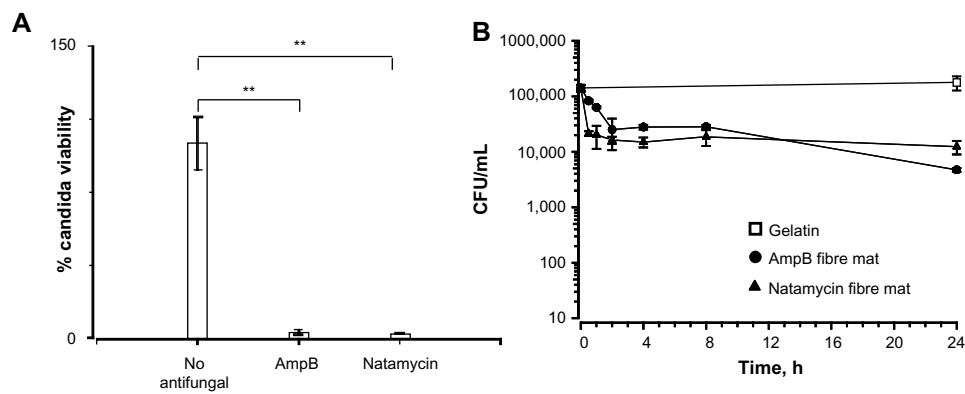 A
150
**
**
% candida viability
0
No
antifungal
AmpB
Natamycin
B
1000,000
100,000
10,000
1,000
100
10
CFU/mL
Gelatin
AmpB fibre mat
Natamycin fibre mat
0
4
8
12
16
20
24
Time, h